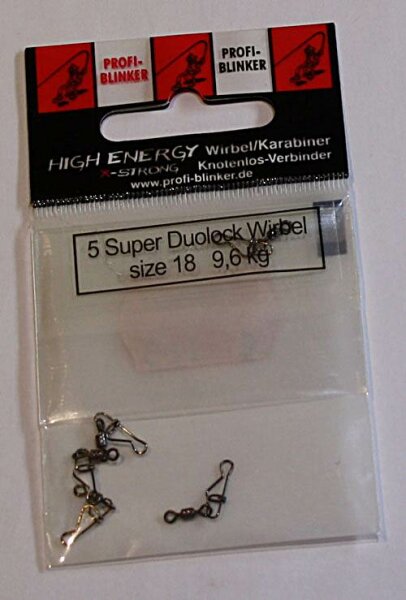 PROFI-
BLINKER
PROFI-
BLINKER
HIGH ENERGY Wirbel/Karabiner
X-STRONG Knotenlos-Verbinder
www.profi-blinker.de
5 Super Duolock Wirbel
size 18 9,6 kg